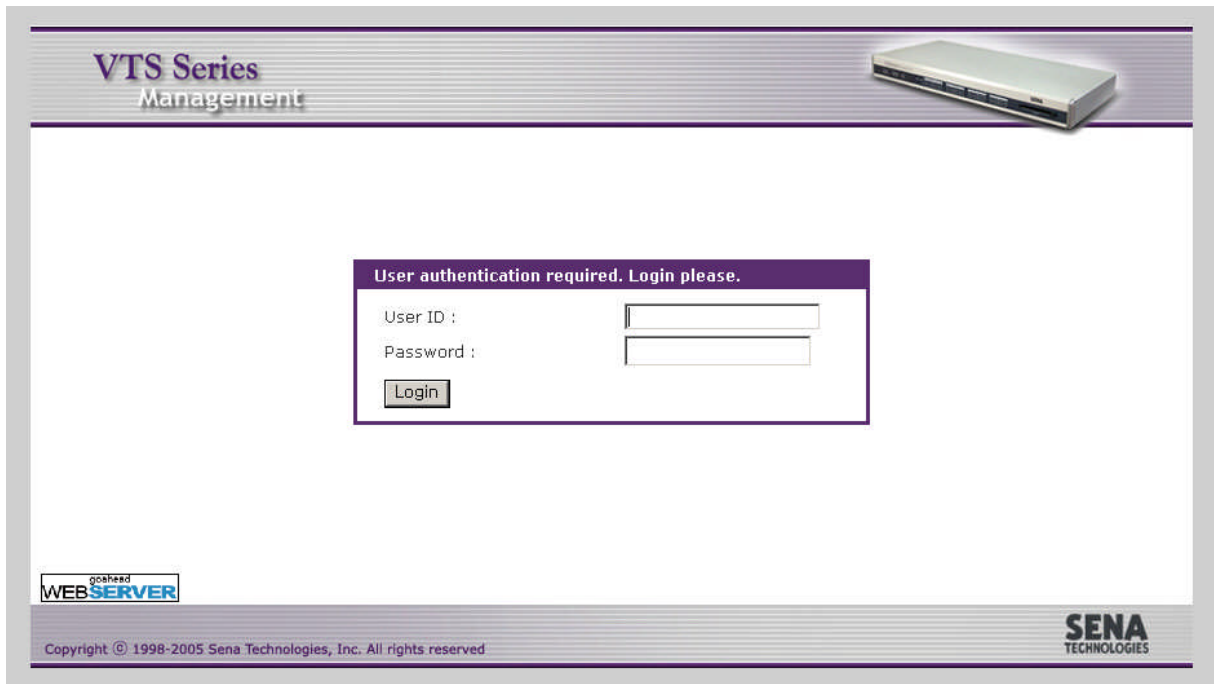 VTS Series
Management
User authentication required. Login please.
User ID :
Password :
Login
goahead
WEBSERVER
SENA
TECHNOLOGIES
Copyright © 1998-2005 Sena Technologies, Inc. All rights reserved